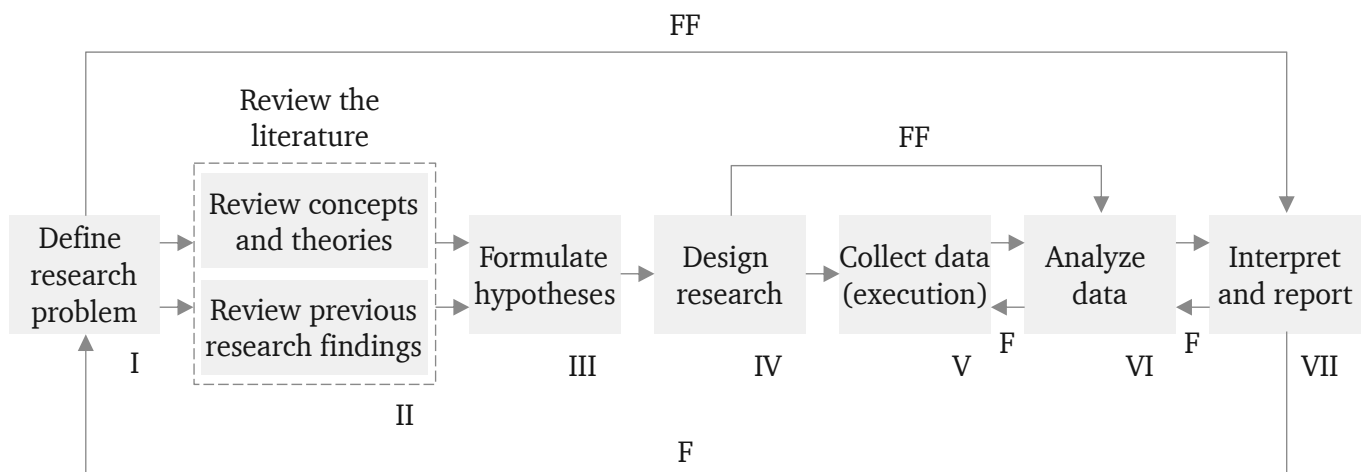 FF
Review the
literature
FF
Define
research
problem
I
Review concepts
and theories
Review previous
research findings
II
Formulate
hypotheses
III
Design
research
IV
Collect data
(execution)
V
F
Analyze
data
VI
F
Interpret
and report
VII
F